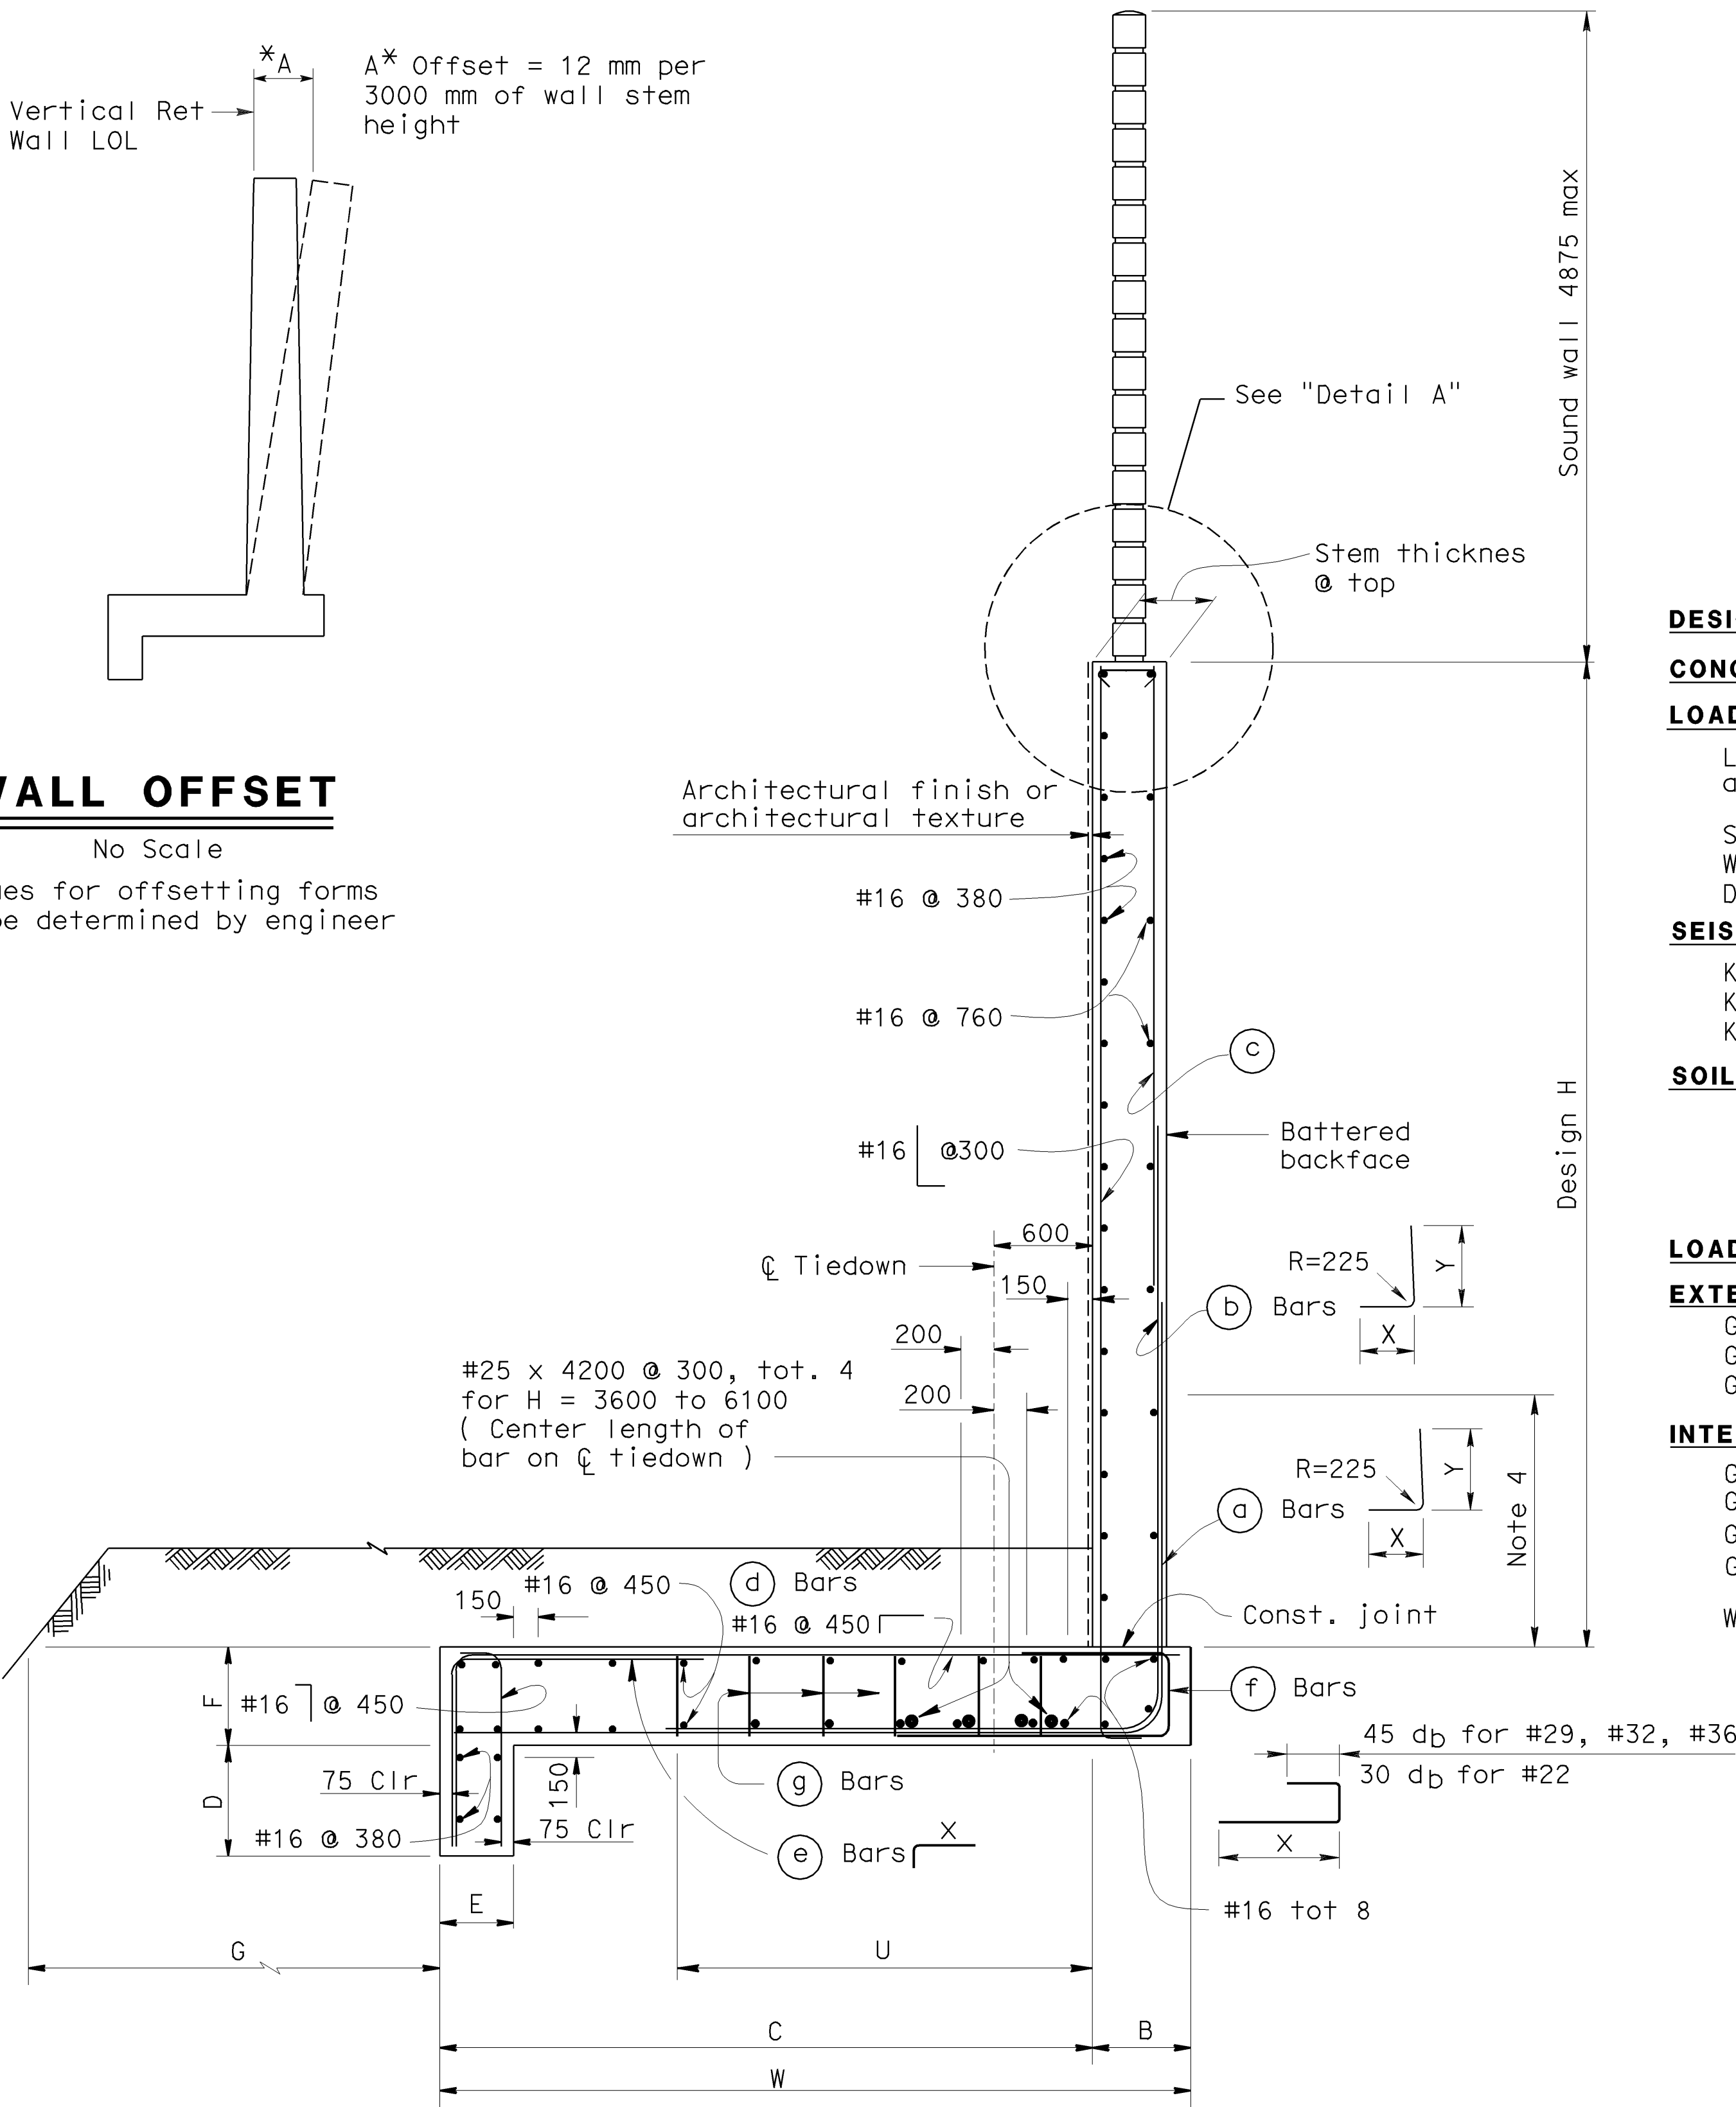 *A
A* Offset = 12 mm per
3000 mm of wall stem
height
Vertical Ret
Wall LOL
WALL OFFSET
No Scale
for offsetting forms
be determined by engineer
Sound wall 4875 max
See "Detail A"
Stem thicknes
@ top
Architectural finish or
architectural texture
#16 @ 380
#16 @ 760
c
#16 @300
Battered
backface
Design H
600
℄ Tiedown
150
R=225
Y
b Bars
X
200
#25 x 4200 @ 300, tot. 4
for H = 3600 to 6100
( Center length of
bar on ℄ tiedown )
200
R=225
Y
a Bars
X
Note 4
150
#16 @ 450
d Bars
#16 @ 450
Const. joint
F
#16 @ 450
f Bars
45 db for #29, #32, #36
30 db for #22
X
D
75 Clr
150
g Bars
#16 @ 380
75 Clr
e Bars
X
#16 tot 8
E
G
U
C
B
W
DESI
CONC
LOAD
L
a
S
W
D
SEIS
K
K
K
SOIL
LOAD
EXTE
G
G
G
INTE
G
G
G
G
W